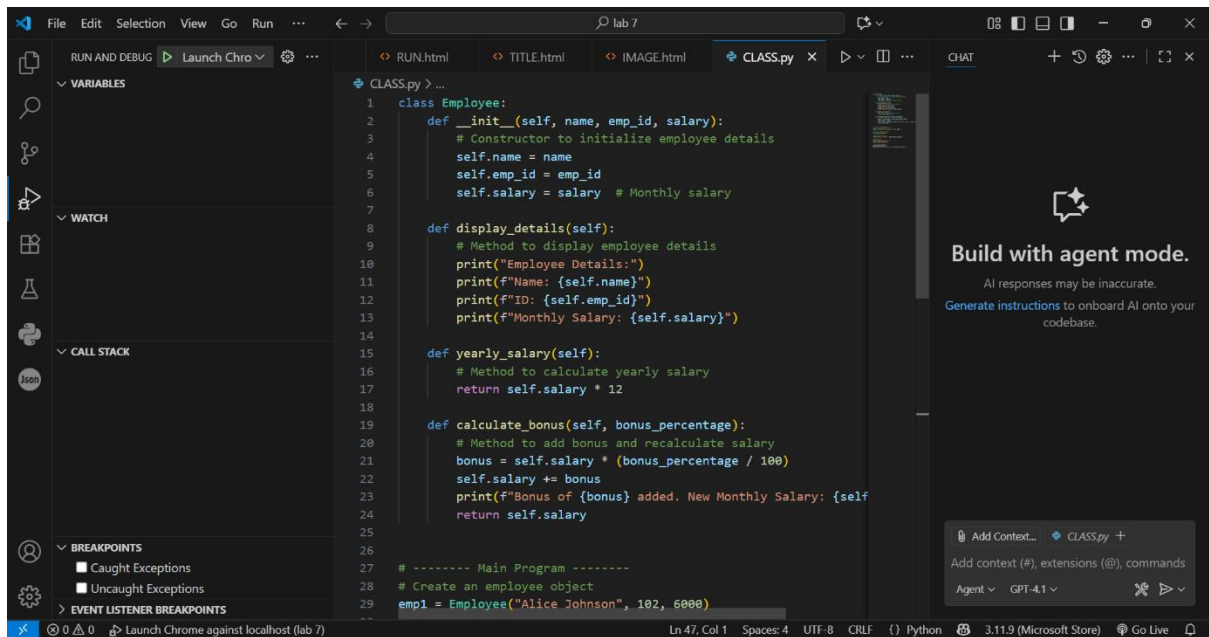 File Edit Selection View Go Run ··· ← → lab 7
RUN AND DEBUG Launch Chro ···
VARIABLES
WATCH
CALL STACK
BREAKPOINTS
Caught Exceptions
Uncaught Exceptions
EVENT LISTENER BREAKPOINTS
Json
RUN.html TITLE.html IMAGE.html CLASS.py ×
CLASS.py > ...
1 class Employee:
2 def __init__(self, name, emp_id, salary):
3 # Constructor to initialize employee details
4 self.name = name
5 self.emp_id = emp_id
6 self.salary = salary # Monthly salary
7
8 def display_details(self):
9 # Method to display employee details
10 print("Employee Details:")
11 print(f"Name: {self.name}")
12 print(f"ID: {self.emp_id}")
13 print(f"Monthly Salary: {self.salary}")
14
15 def yearly_salary(self):
16 # Method to calculate yearly salary
17 return self.salary * 12
18
19 def calculate_bonus(self, bonus_percentage):
20 # Method to add bonus and recalculate salary
21 bonus = self.salary * (bonus_percentage / 100)
22 self.salary += bonus
23 print(f"Bonus of {bonus} added. New Monthly Salary: {self
24 return self.salary
25
26
27 # -------- Main Program --------
28 # Create an employee object
29 emp1 = Employee("Alice Johnson", 102, 6000)
CHAT
Build with agent mode.
AI responses may be inaccurate.
Generate instructions to onboard AI onto your
codebase.
Add Context... CLASS.py +
Add context (#), extensions (@), commands
Agent GPT-4.1
0 0 Launch Chrome against localhost (lab 7) Ln 47, Col 1 Spaces: 4 UTF-8 CRLF {} Python 3.11.9 (Microsoft Store) Go Live